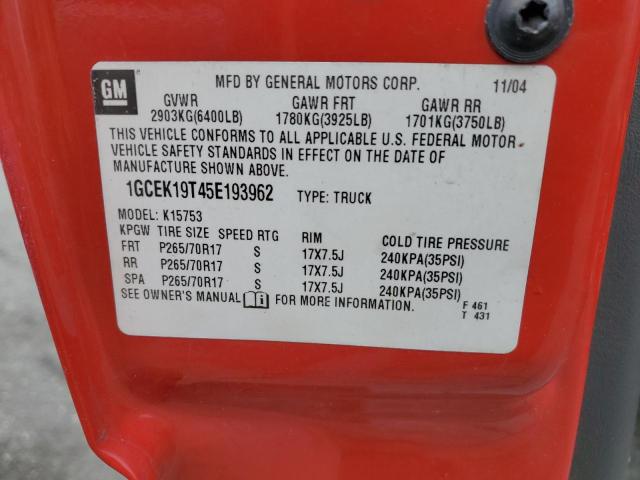 GM MFD BY GENERAL MOTORS CORP. 11/04
GVWR GAWR FRT GAWR RR
2903KG(6400LB) 1780KG(3925LB) 1701KG(3750LB)
THIS VEHICLE CONFORMS TO ALL APPLICABLE U.S. FEDERAL MOTOR
VEHICLE SAFETY STANDARDS IN EFFECT ON THE DATE OF
MANUFACTURE SHOWN ABOVE.
1GCEK19T45E193962 TYPE: TRUCK
MODEL: K15753
KPGW TIRE SIZE SPEED RTG RIM COLD TIRE PRESSURE
FRT P265/70R17 S 17X7.5J 240KPA(35PSI)
RR P265/70R17 S 17X7.5J 240KPA(35PSI)
SPA P265/70R17 S 17X7.5J 240KPA(35PSI)
SEE OWNER'S MANUAL FOR MORE INFORMATION. F 461
T 431